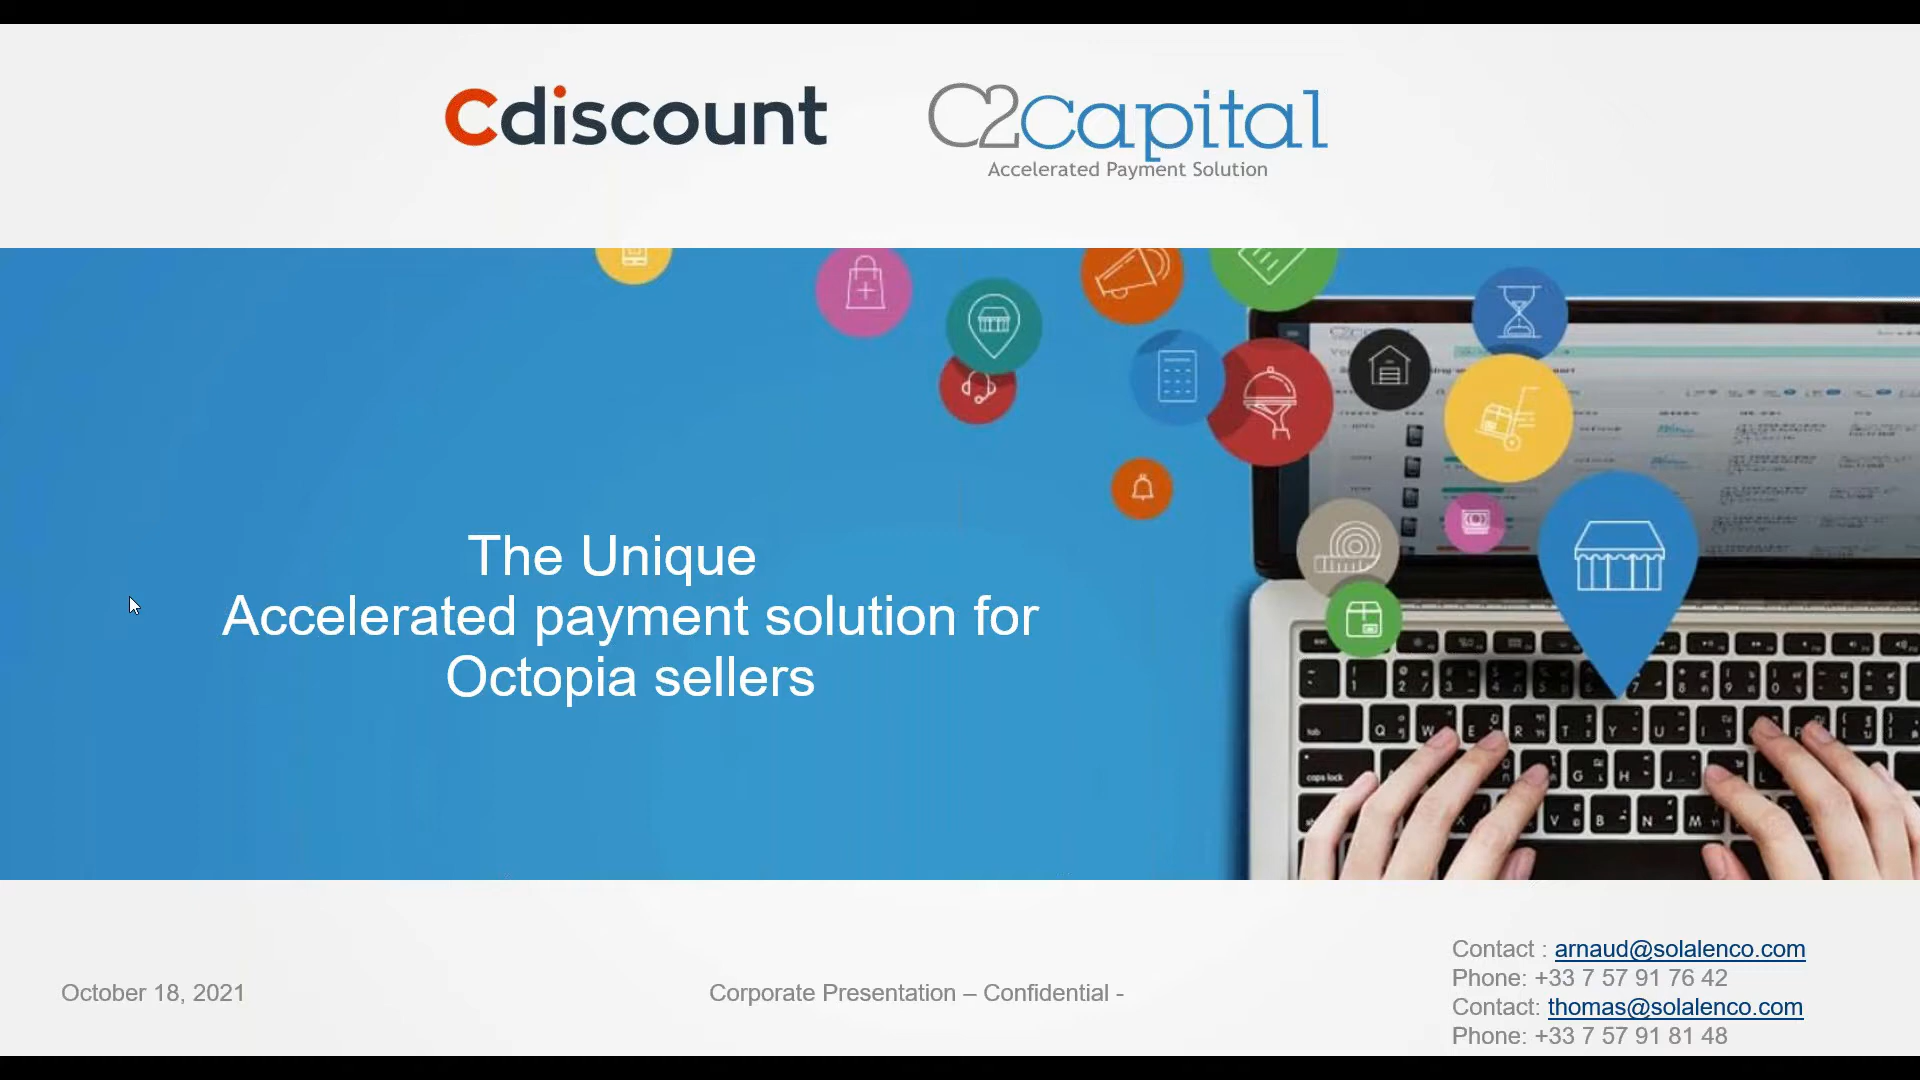 Cdiscount
C2Capital
Accelerated Payment Solution
The Unique
Accelerated payment solution for
Octopia sellers
October 18, 2021
Corporate Presentation – Confidential -
Contact : arnaud@solalenco.com
Phone: +33 7 57 91 76 42
Contact: thomas@solalenco.com
Phone: +33 7 57 91 81 48